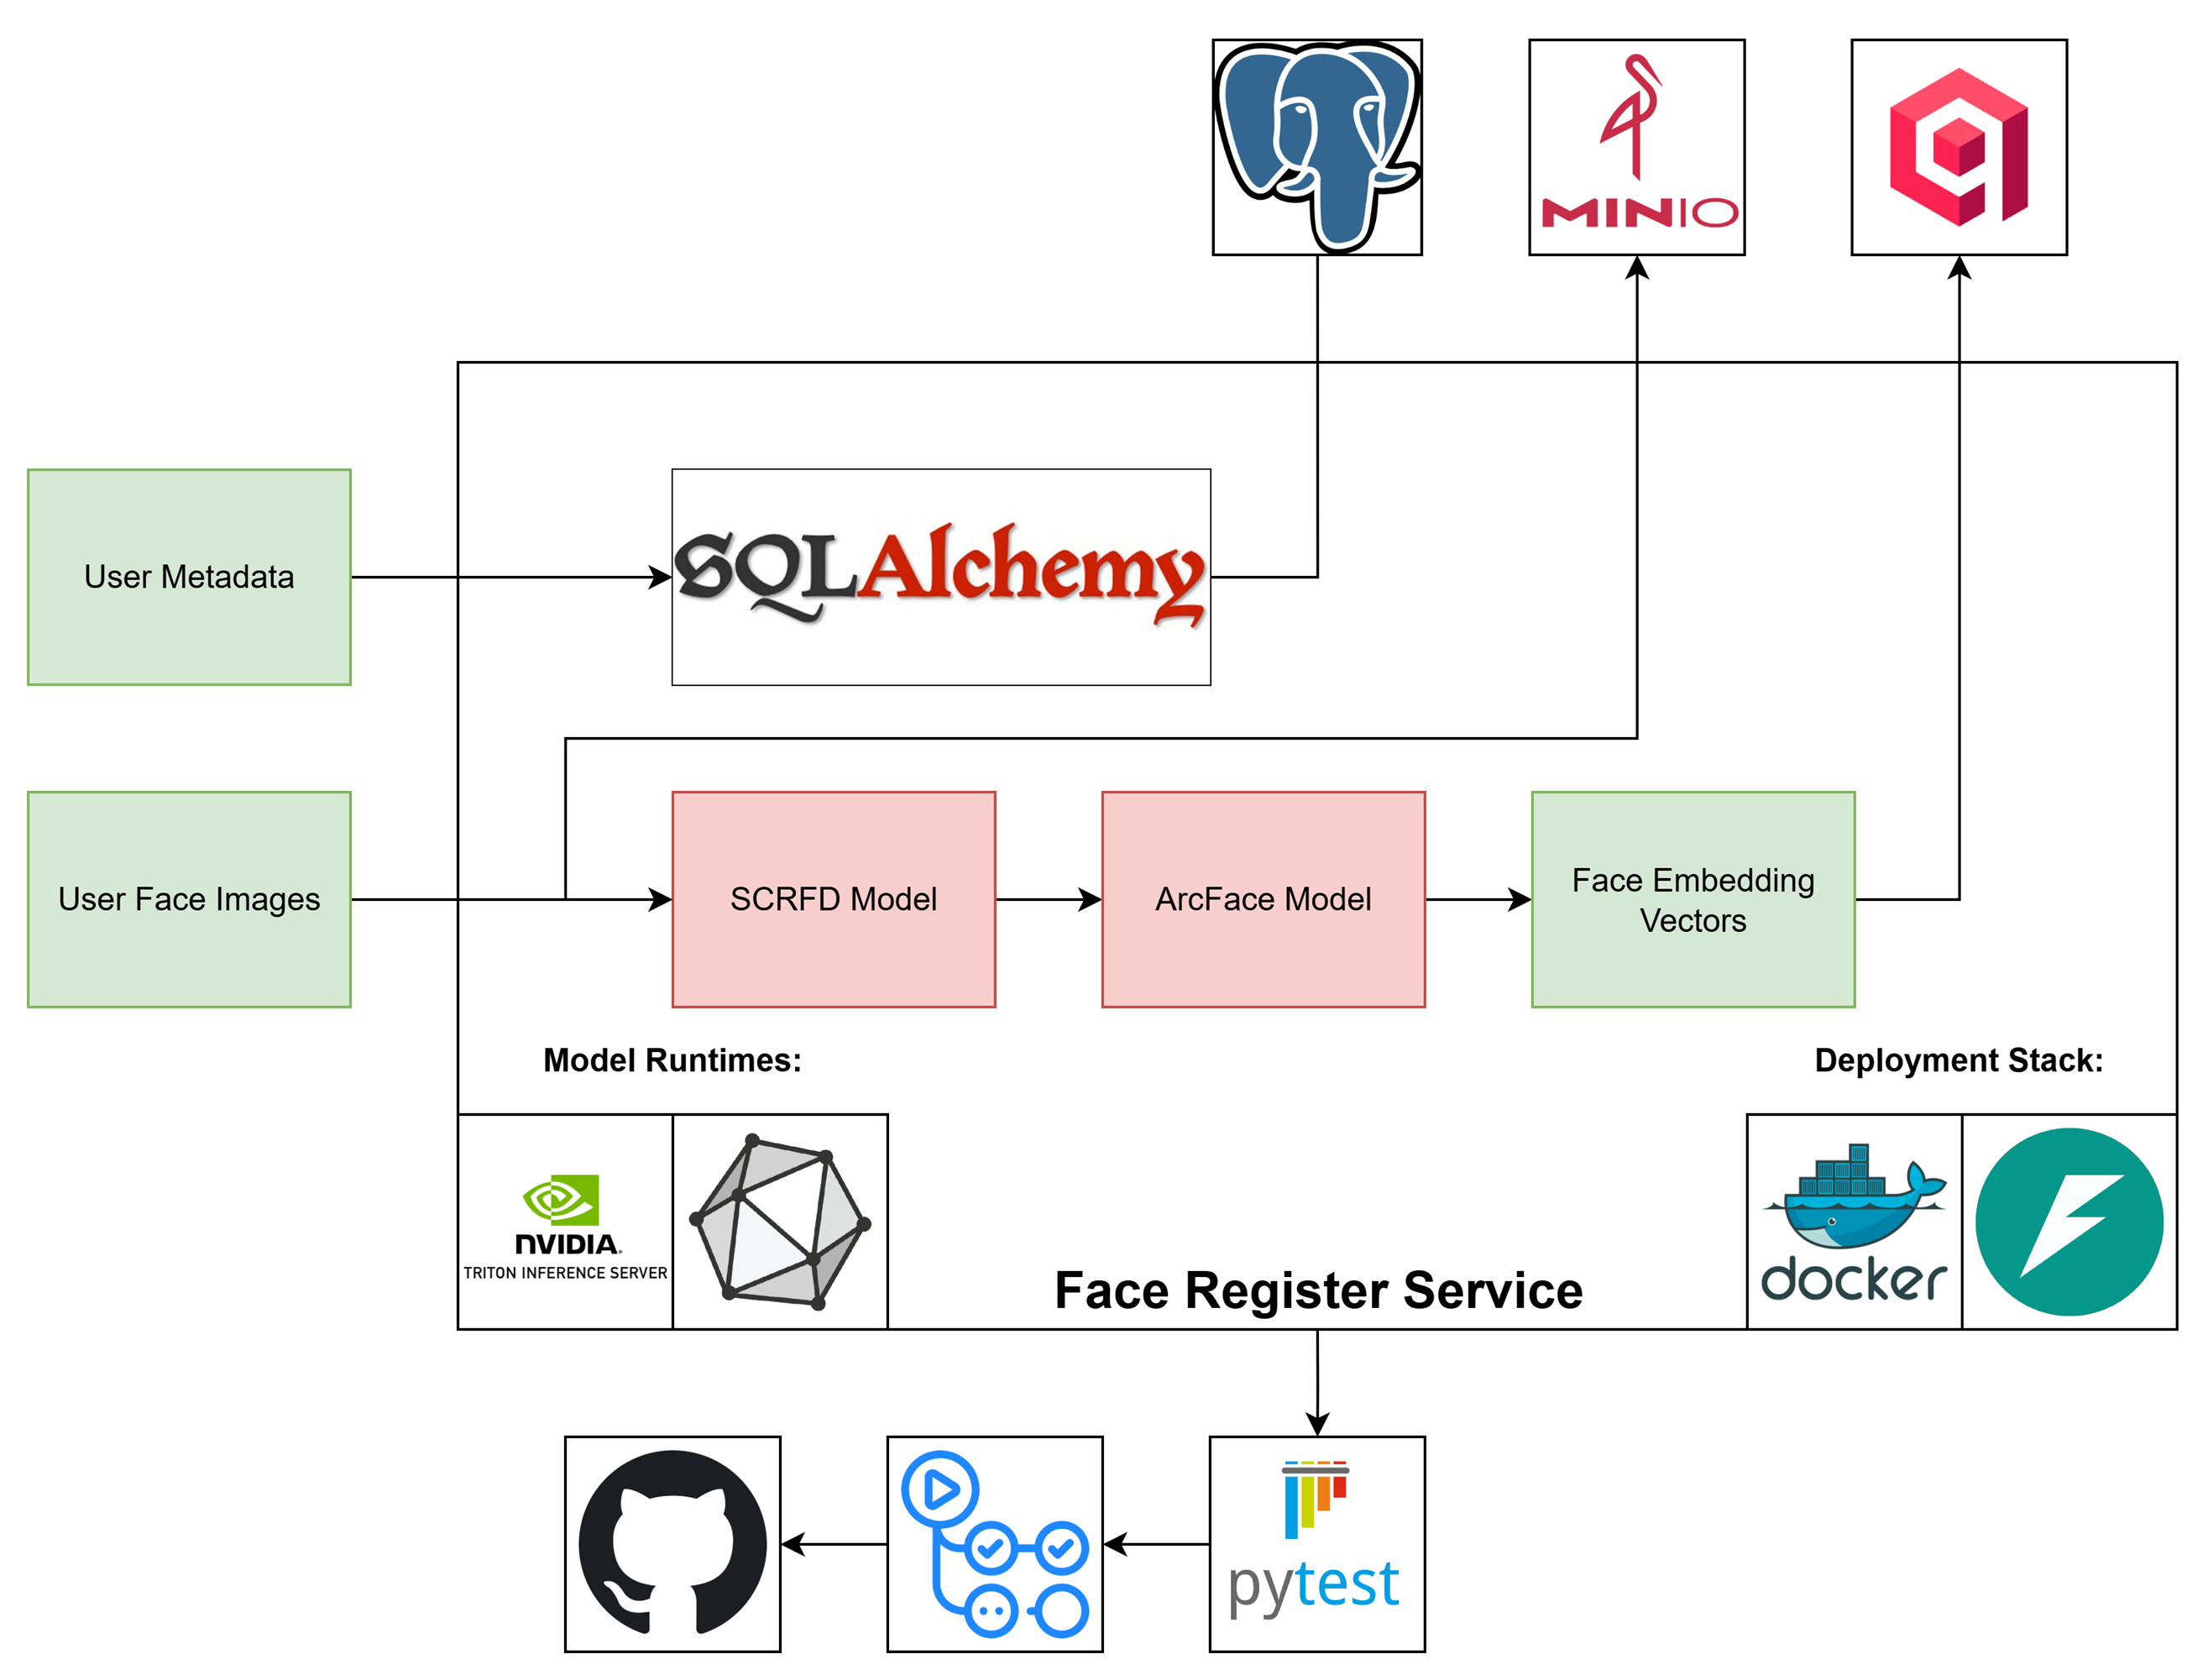 MINIO
SQLAlchemy
User Metadata
User Face Images
SCRFD Model
ArcFace Model
Face Embedding
Vectors
Model Runtimes:
Deployment Stack:
NVIDIA.
TRITON INFERENCE SERVER
docker
Face Register Service
pytest